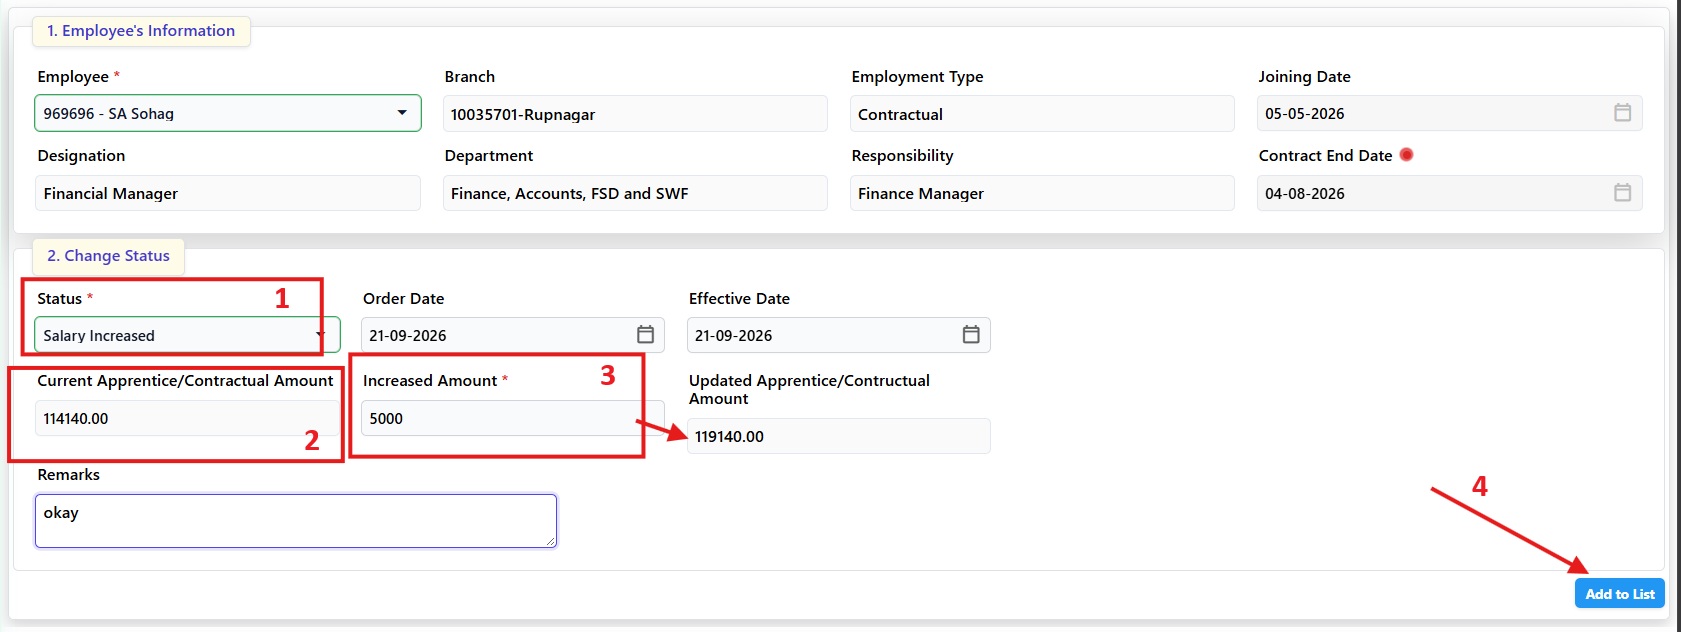 1. Employee's Information
Employee * Branch Employment Type Joining Date
969696 - SA Sohag 10035701-Rupnagar Contractual 05-05-2026
Designation Department Responsibility Contract End Date
Financial Manager Finance, Accounts, FSD and SWF Finance Manager 04-08-2026
2. Change Status
Status * 1 Order Date Effective Date
Salary Increased 21-09-2026 21-09-2026
Current Apprentice/Contractual Amount Increased Amount * 3 Updated Apprentice/Contructual
Amount
114140.00 2 5000 119140.00
Remarks
okay
4
Add to List